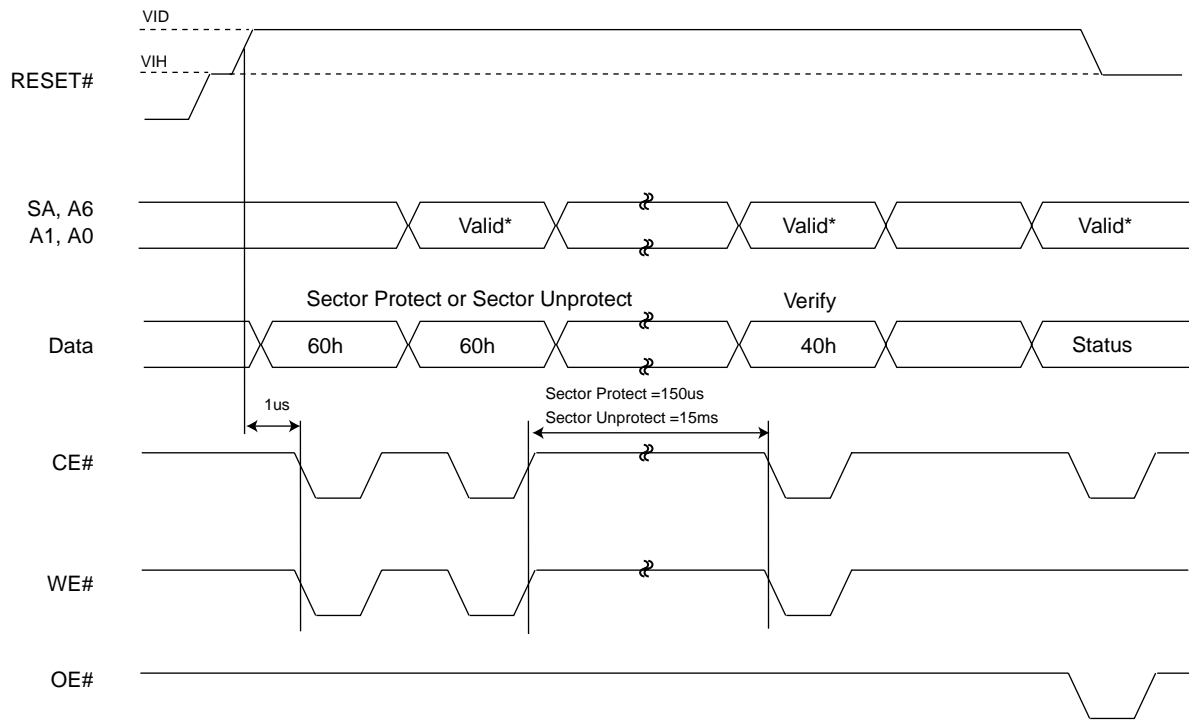 VID
VIH
RESET#
SA, A6
A1, A0
Valid*
Valid*
Valid*
Sector Protect or Sector Unprotect
Verify
Data
60h
60h
40h
Status
1us
Sector Protect =150us
Sector Unprotect =15ms
CE#
WE#
OE#